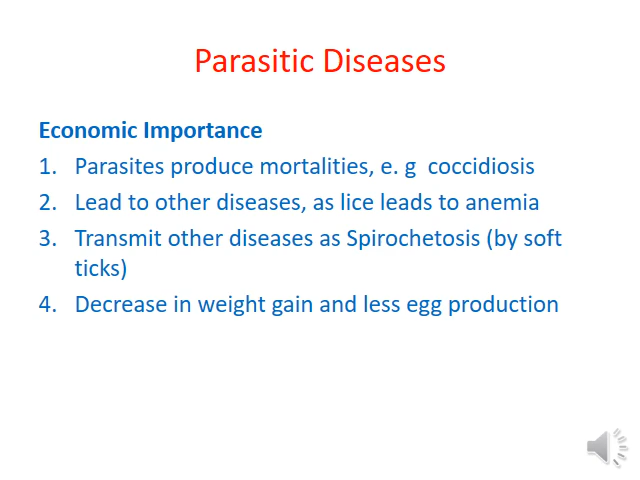 Parasitic Diseases
Economic Importance
1. Parasites produce mortalities, e. g  coccidiosis
2. Lead to other diseases, as lice leads to anemia
3. Transmit other diseases as Spirochetosis (by soft
ticks)
4. Decrease in weight gain and less egg production